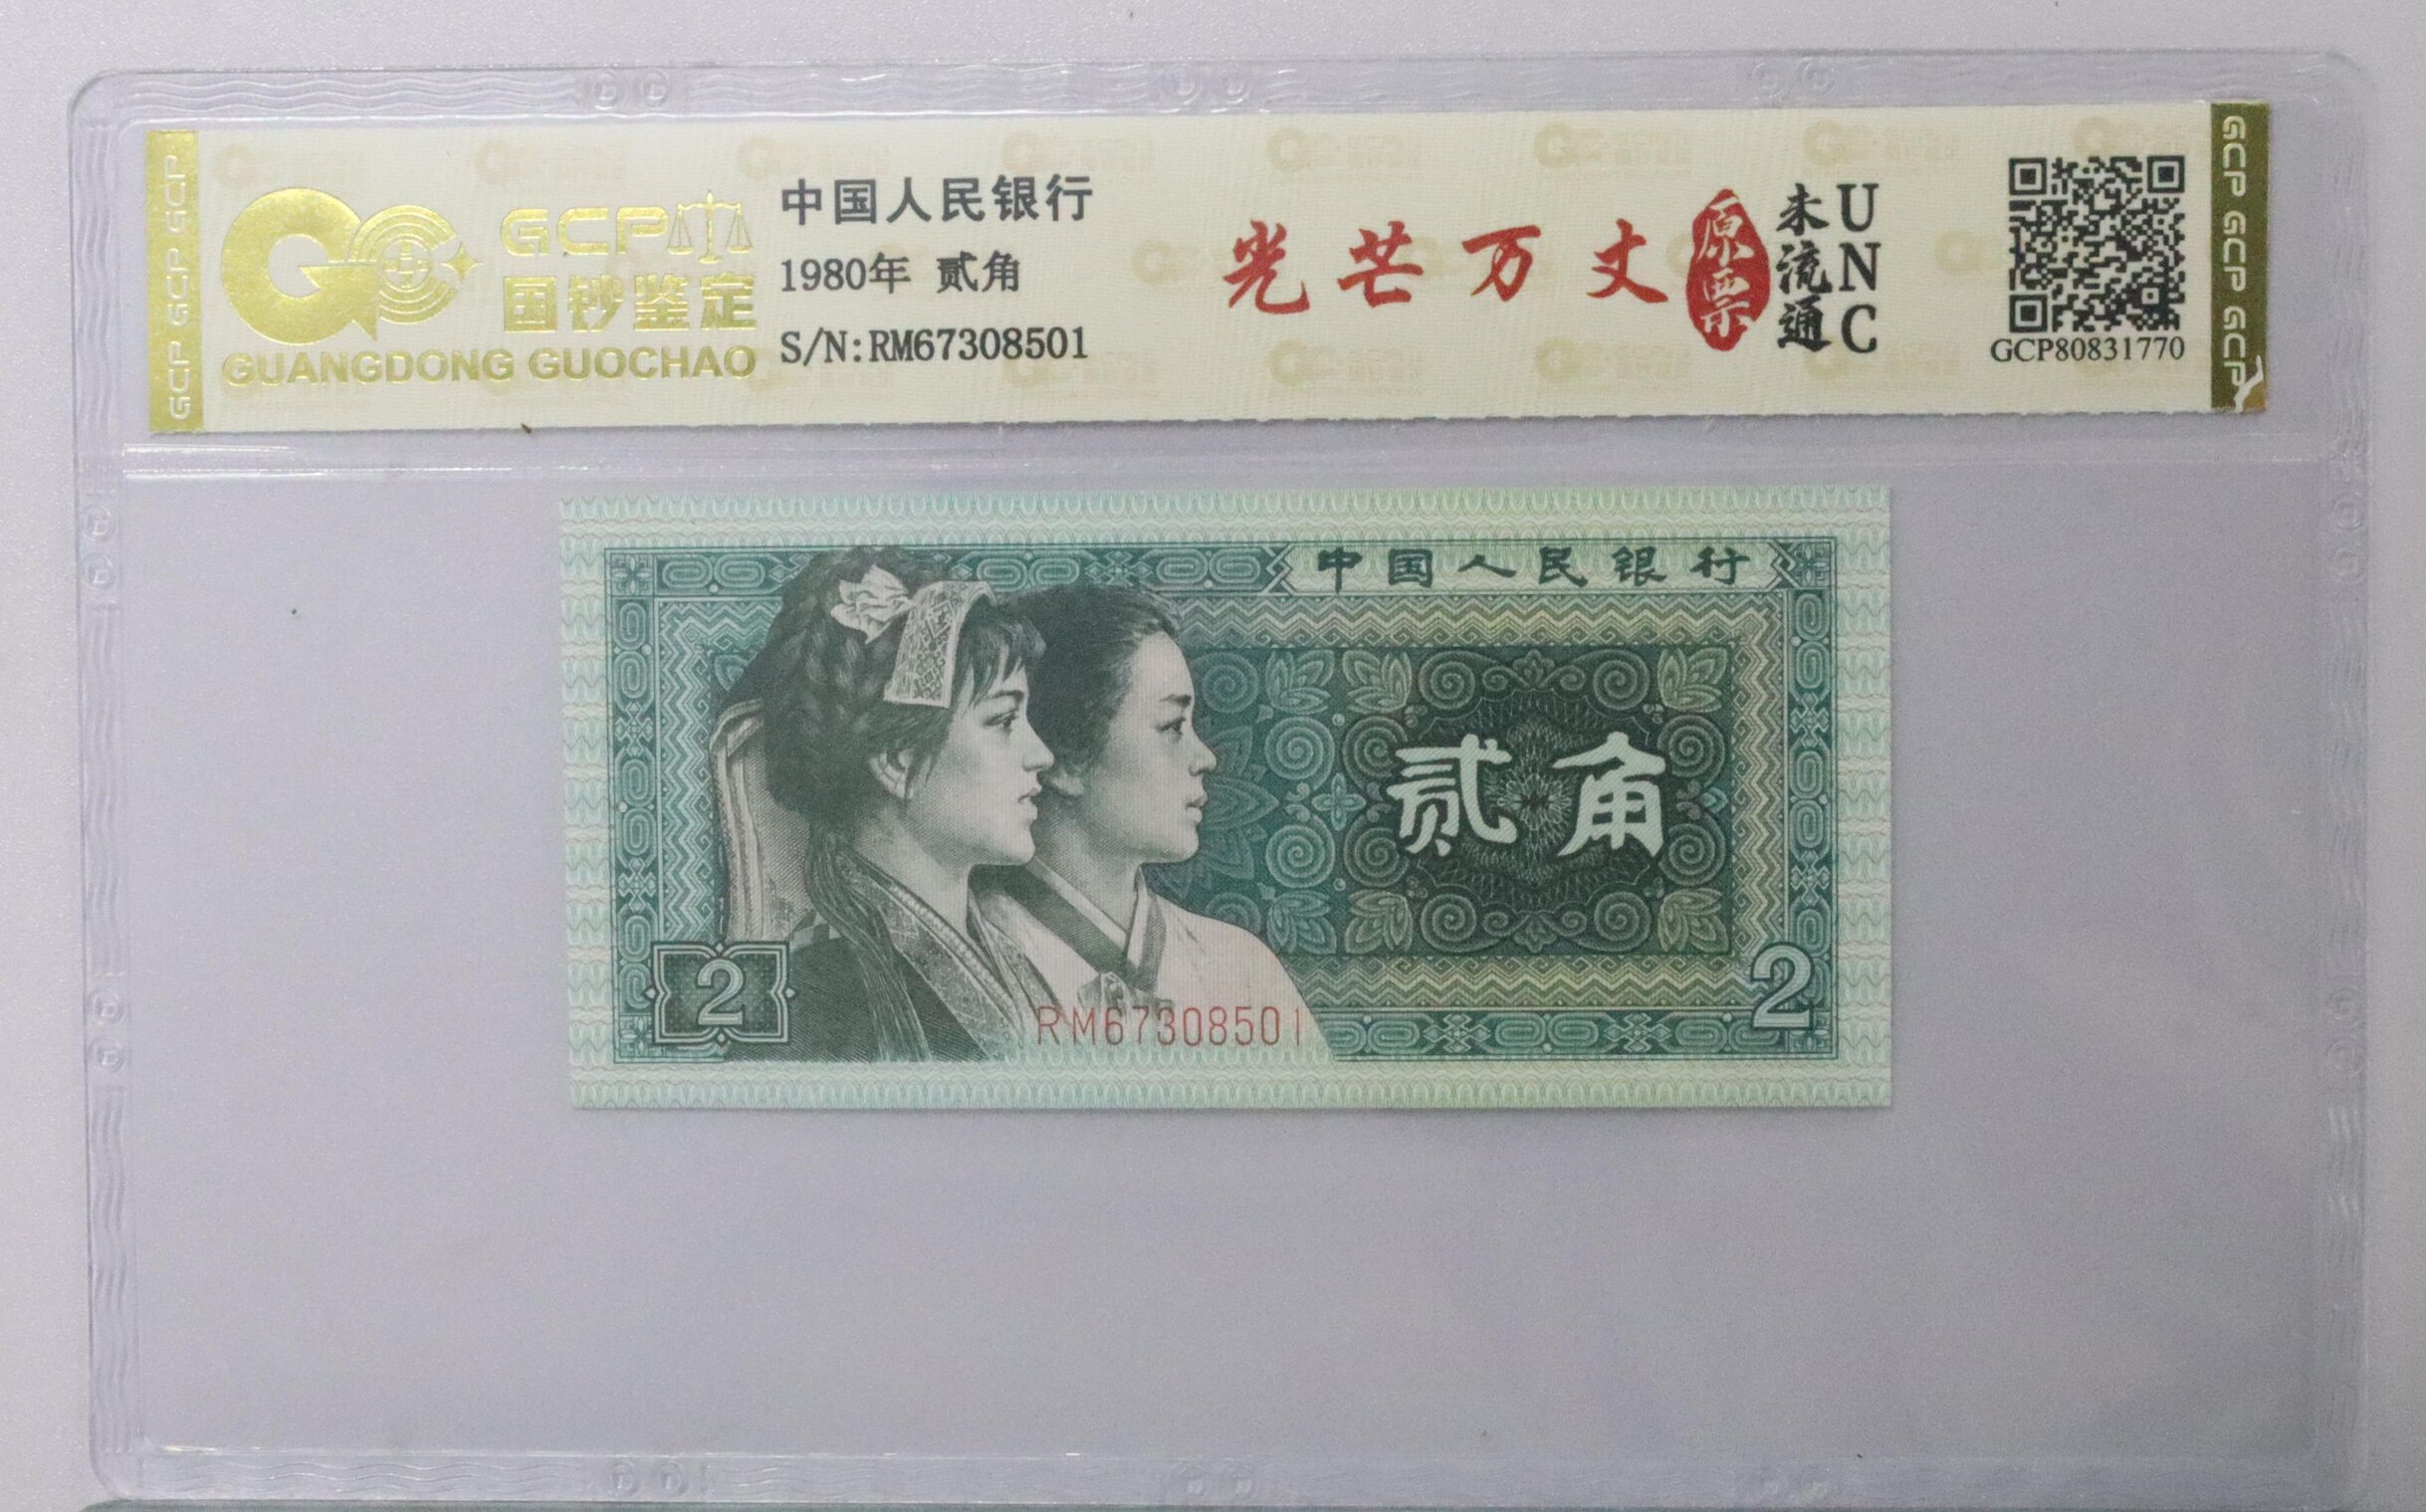 GCP GCP GCP
GCP
国钞鉴定
GUANGDONG GUOCHAO
中国人民银行
1980年 贰角
S/N:RM67308501
光芒万丈
原票
未流通
UNC
GCP80831770
GCP GCP GCP
中国人民银行
贰角
2
2
RM67308501